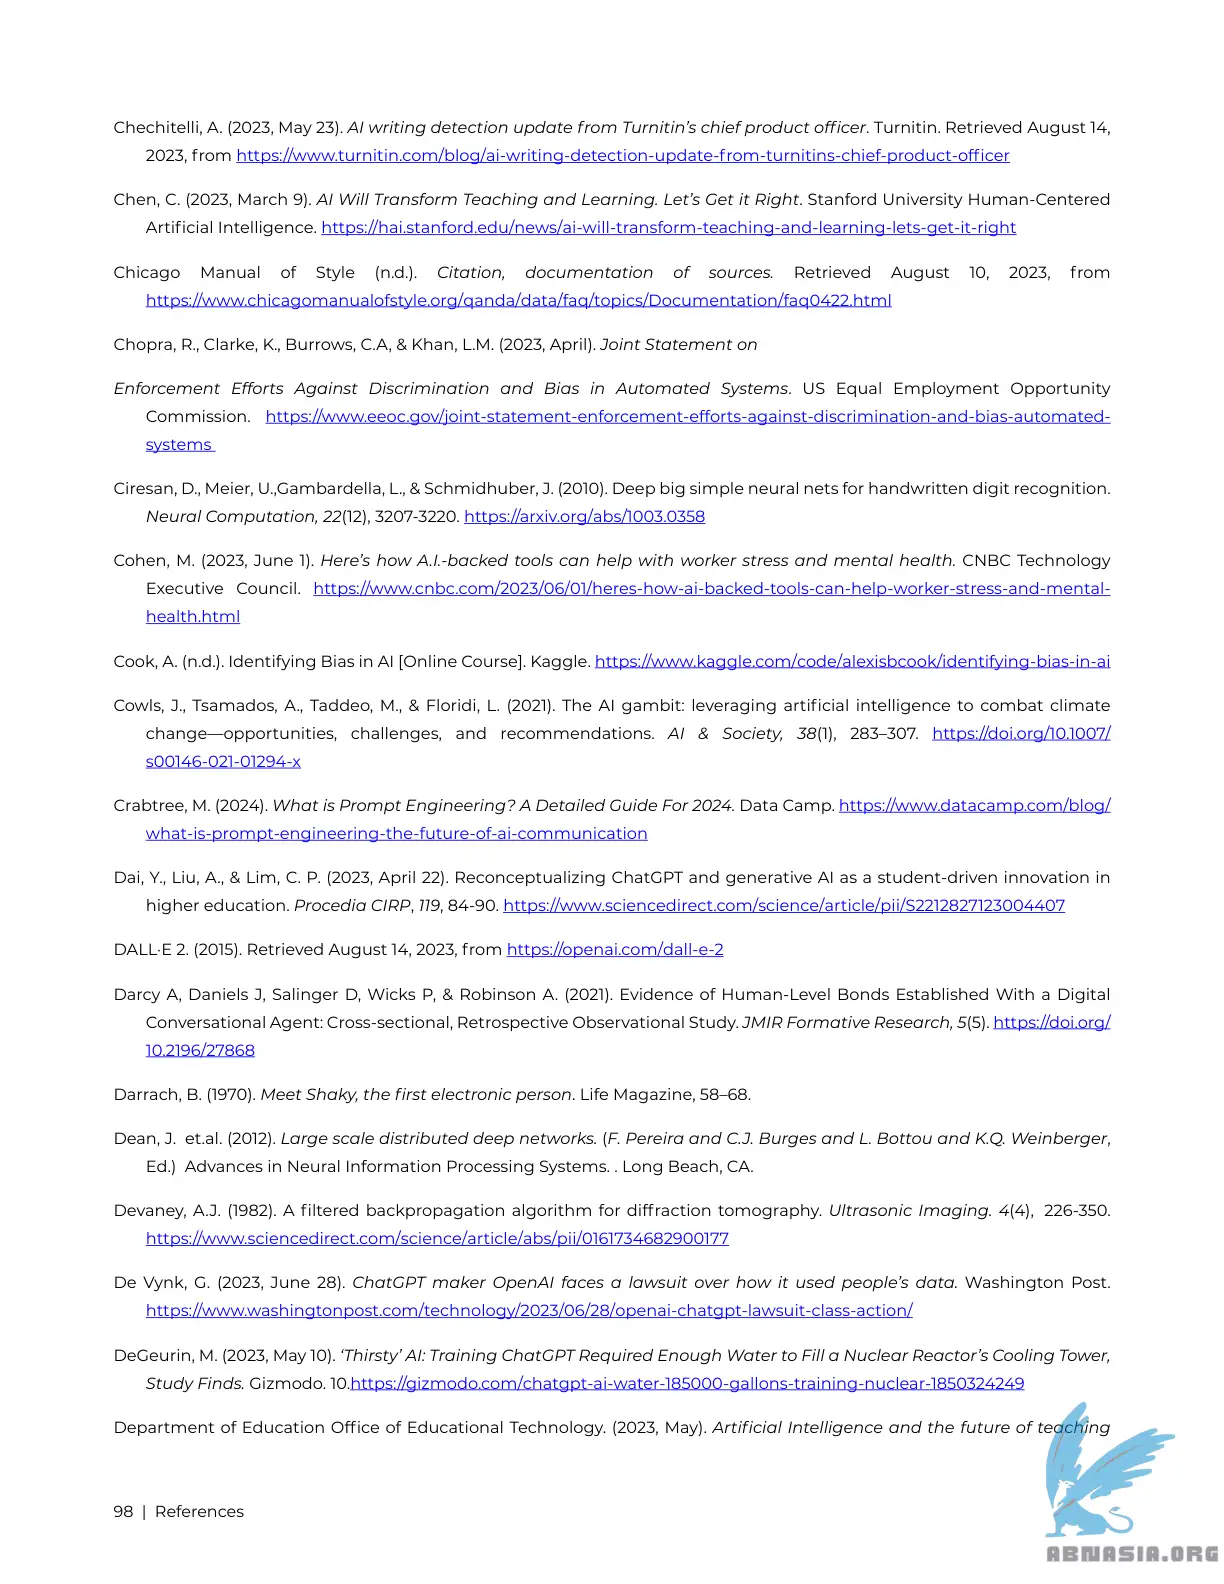 Chechitelli, A. (2023, May 23). AI writing detection update from Turnitin’s chief product officer. Turnitin. Retrieved August 14,
2023, from https://www.turnitin.com/blog/ai-writing-detection-update-from-turnitins-chief-product-officer
Chen, C. (2023, March 9). AI Will Transform Teaching and Learning. Let’s Get it Right. Stanford University Human-Centered
Artificial Intelligence. https://hai.stanford.edu/news/ai-will-transform-teaching-and-learning-lets-get-it-right
Chicago Manual of Style (n.d.). Citation, documentation of sources. Retrieved August 10, 2023, from
https://www.chicagomanualofstyle.org/qanda/data/faq/topics/Documentation/faq0422.html
Chopra, R., Clarke, K., Burrows, C.A, & Khan, L.M. (2023, April). Joint Statement on
Enforcement Efforts Against Discrimination and Bias in Automated Systems. US Equal Employment Opportunity
Commission. https://www.eeoc.gov/joint-statement-enforcement-efforts-against-discrimination-and-bias-automated-
systems
Ciresan, D., Meier, U.,Gambardella, L., & Schmidhuber, J. (2010). Deep big simple neural nets for handwritten digit recognition.
Neural Computation, 22(12), 3207-3220. https://arxiv.org/abs/1003.0358
Cohen, M. (2023, June 1). Here’s how A.I.-backed tools can help with worker stress and mental health. CNBC Technology
Executive Council. https://www.cnbc.com/2023/06/01/heres-how-ai-backed-tools-can-help-worker-stress-and-mental-
health.html
Cook, A. (n.d.). Identifying Bias in AI [Online Course]. Kaggle. https://www.kaggle.com/code/alexisbcook/identifying-bias-in-ai
Cowls, J., Tsamados, A., Taddeo, M., & Floridi, L. (2021). The AI gambit: leveraging artificial intelligence to combat climate
change—opportunities, challenges, and recommendations. AI & Society, 38(1), 283–307. https://doi.org/10.1007/
s00146-021-01294-x
Crabtree, M. (2024). What is Prompt Engineering? A Detailed Guide For 2024. Data Camp. https://www.datacamp.com/blog/
what-is-prompt-engineering-the-future-of-ai-communication
Dai, Y., Liu, A., & Lim, C. P. (2023, April 22). Reconceptualizing ChatGPT and generative AI as a student-driven innovation in
higher education. Procedia CIRP, 119, 84-90. https://www.sciencedirect.com/science/article/pii/S2212827123004407
DALL·E 2. (2015). Retrieved August 14, 2023, from https://openai.com/dall-e-2
Darcy A, Daniels J, Salinger D, Wicks P, & Robinson A. (2021). Evidence of Human-Level Bonds Established With a Digital
Conversational Agent: Cross-sectional, Retrospective Observational Study. JMIR Formative Research, 5(5). https://doi.org/
10.2196/27868
Darrach, B. (1970). Meet Shaky, the first electronic person. Life Magazine, 58–68.
Dean, J.  et.al. (2012). Large scale distributed deep networks. (F. Pereira and C.J. Burges and L. Bottou and K.Q. Weinberger,
Ed.)  Advances in Neural Information Processing Systems. . Long Beach, CA.
Devaney, A.J. (1982). A filtered backpropagation algorithm for diffraction tomography. Ultrasonic Imaging. 4(4), 226-350.
https://www.sciencedirect.com/science/article/abs/pii/0161734682900177
De Vynk, G. (2023, June 28). ChatGPT maker OpenAI faces a lawsuit over how it used people’s data. Washington Post.
https://www.washingtonpost.com/technology/2023/06/28/openai-chatgpt-lawsuit-class-action/
DeGeurin, M. (2023, May 10). ‘Thirsty’ AI: Training ChatGPT Required Enough Water to Fill a Nuclear Reactor’s Cooling Tower,
Study Finds. Gizmodo. 10.https://gizmodo.com/chatgpt-ai-water-185000-gallons-training-nuclear-1850324249
Department of Education Office of Educational Technology. (2023, May). Artificial Intelligence and the future of teaching
98 | References
ABNASIA.ORG